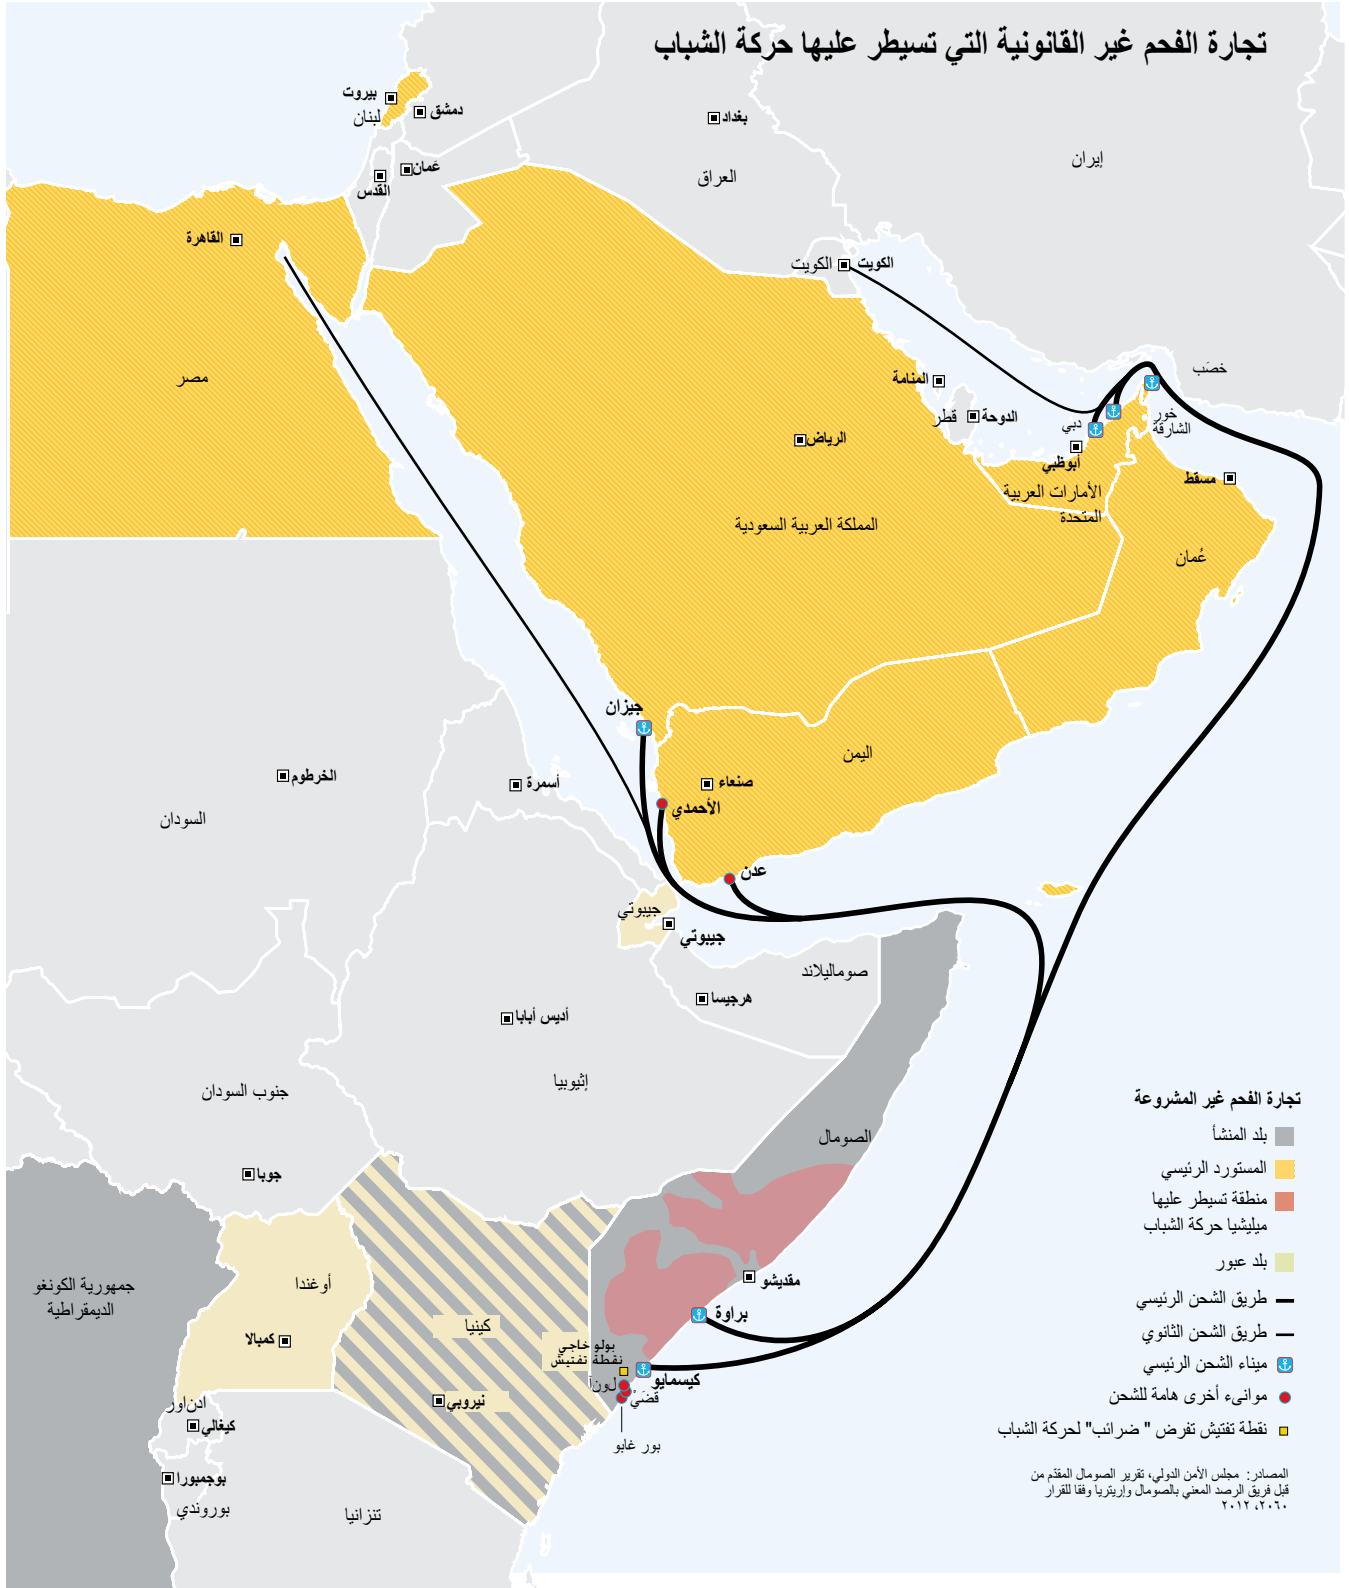 تجارة الفحم غير القانونية التي تسيطر عليها حركة الشباب
بيروت
لبنان
دمشق
بغداد
إيران
عمان
القدس
العراق
القاهرة
الكويت
الكويت
مصر
خصَب
المنامة
قطر
الدوحة
دبي
خور
الشارقة
الرياض
أبوظبي
مسقط
الأمارات العربية
المتحدة
المملكة العربية السعودية
عُمان
جيزان
اليمن
صنعاء
الخرطوم
أسمرة
الأحمدي
السودان
عدن
جيبوتي
جيبوتي
صوماليلاند
هرجيسا
أديس أبابا
إثيوبيا
جنوب السودان
الصومال
جوبا
جمهورية الكونغو
الديمقراطية
أوغندا
كمبالا
كينيا
مقديشو
براوة
بولو خاجي
نقطة تفتيش
كيسمايو
لونآ
قضَيْ
نيروبي
بور غابو
ادناور
كيغالي
بوجمبورا
بوروندي
تنزانيا
تجارة الفحم غير المشروعة
بلد المنشأ
المستورد الرئيسي
منطقة تسيطر عليها
ميليشيا حركة الشباب
بلد عبور
طريق الشحن الرئيسي
طريق الشحن الثانوي
ميناء الشحن الرئيسي
موانىء أخرى هامة للشحن
نقطة تفتيش تفرض " ضرائب" لحركة الشباب
المصادر: مجلس الأمن الدولي، تقرير الصومال المقدّم من
قبل فريق الرصد المعني بالصومال وإريتريا وفقا للقرار
٢٠٦٠، ٢٠١٢